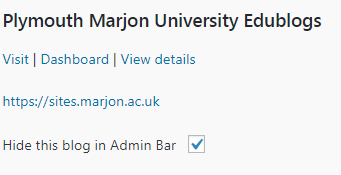 Plymouth Marjon University Edublogs
Visit | Dashboard | View details
https://sites.marjon.ac.uk
Hide this blog in Admin Bar